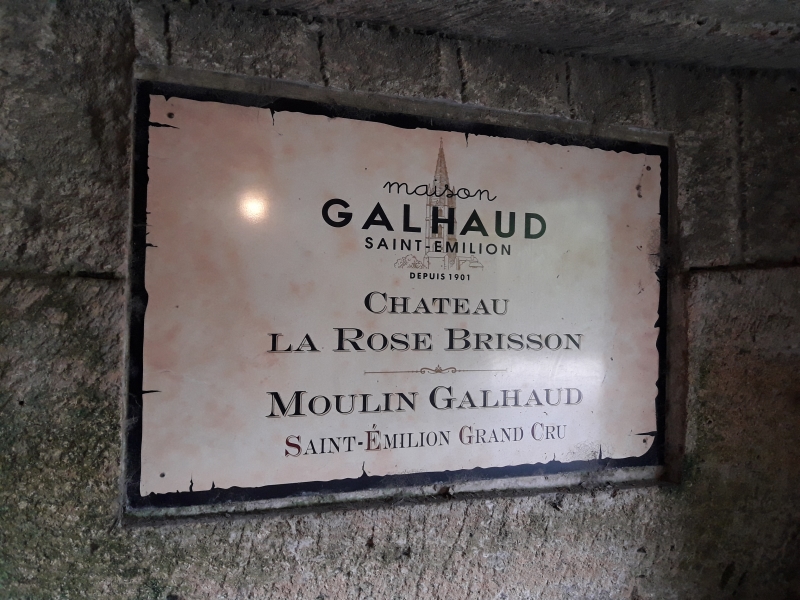 maison
GALHAUD
SAINT-EMILION
DEPUIS 1901
CHATEAU
LA ROSE BRISSON
MOULIN GALHAUD
SAINT-ÉMILION GRAND CRU